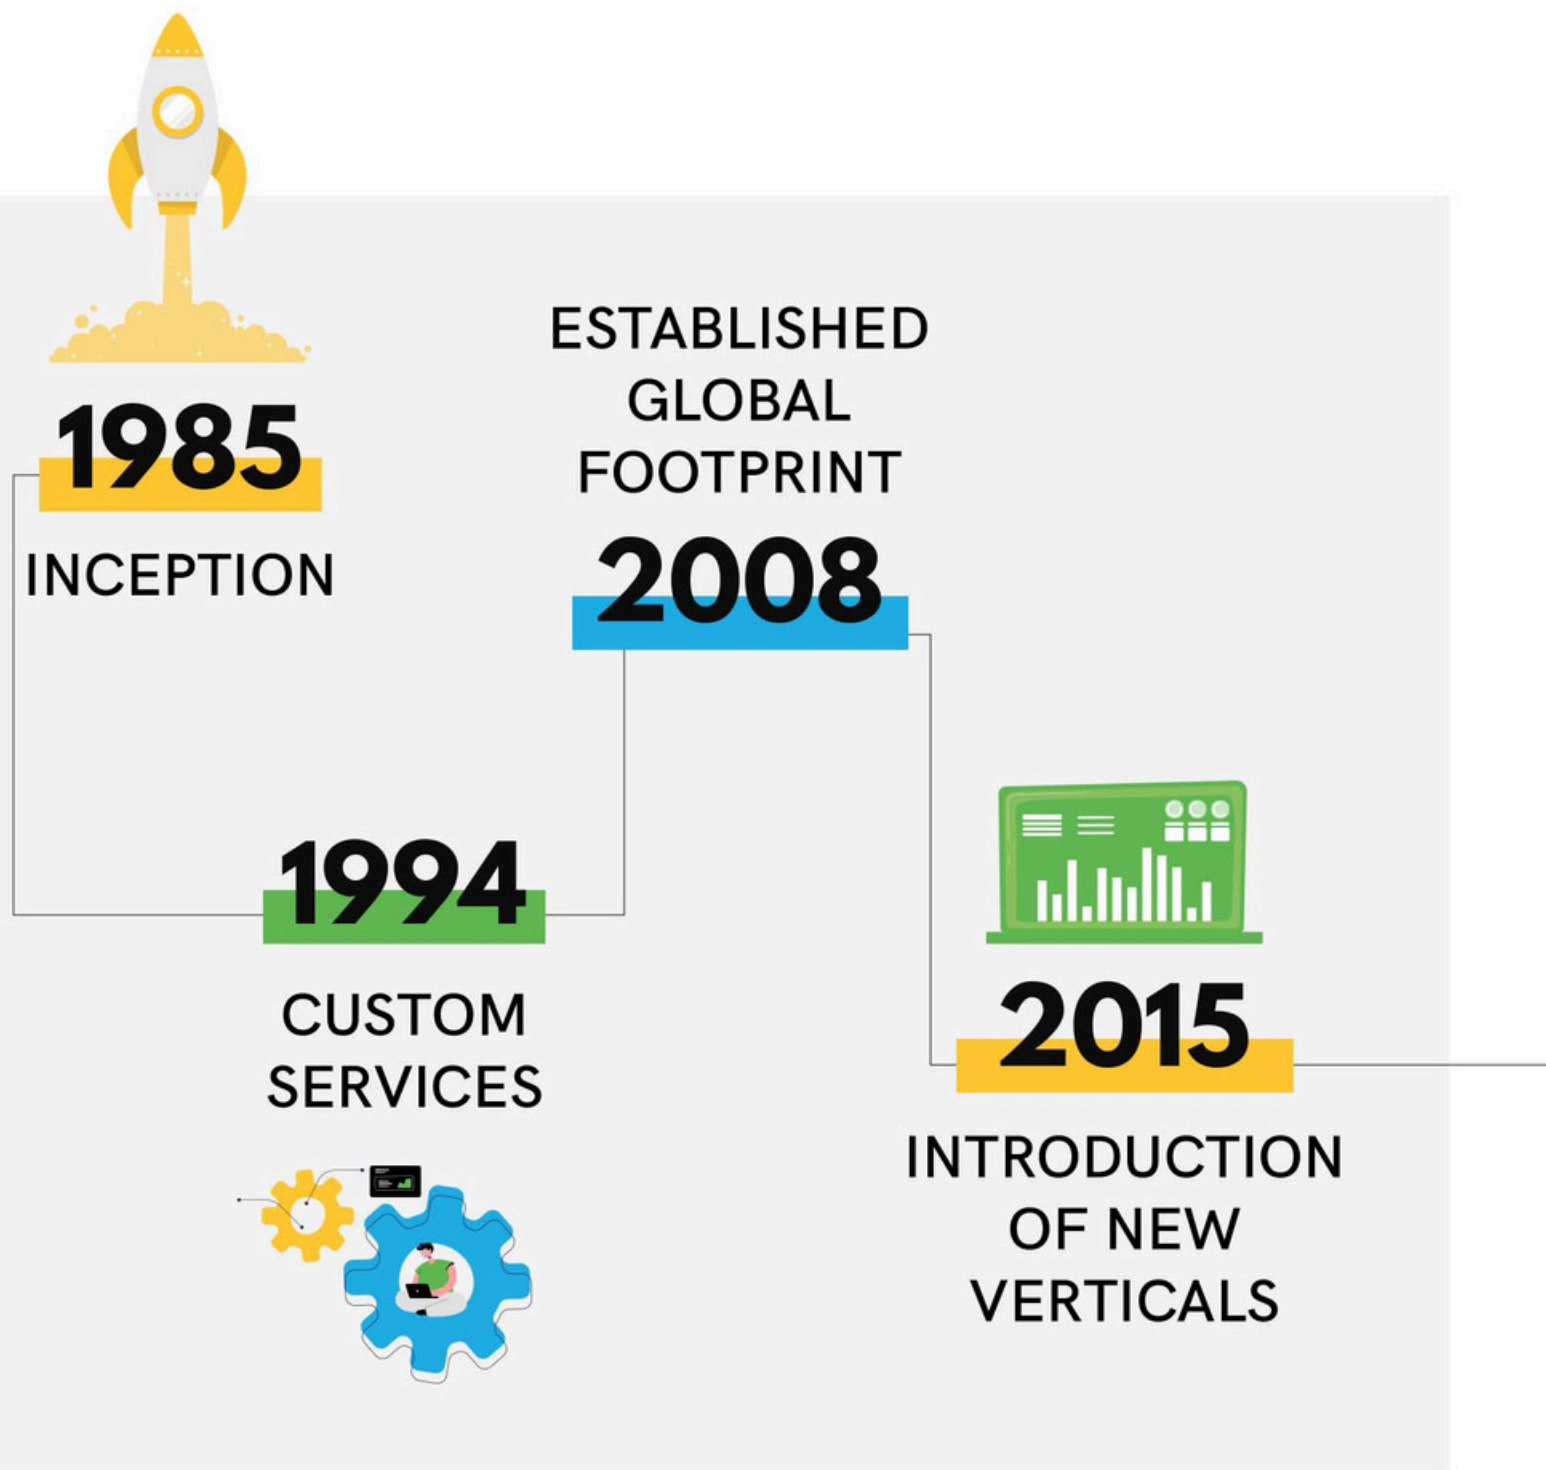 1985
INCEPTION
1994
CUSTOM
SERVICES
ESTABLISHED
GLOBAL
FOOTPRINT
2008
2015
INTRODUCTION
OF NEW
VERTICALS